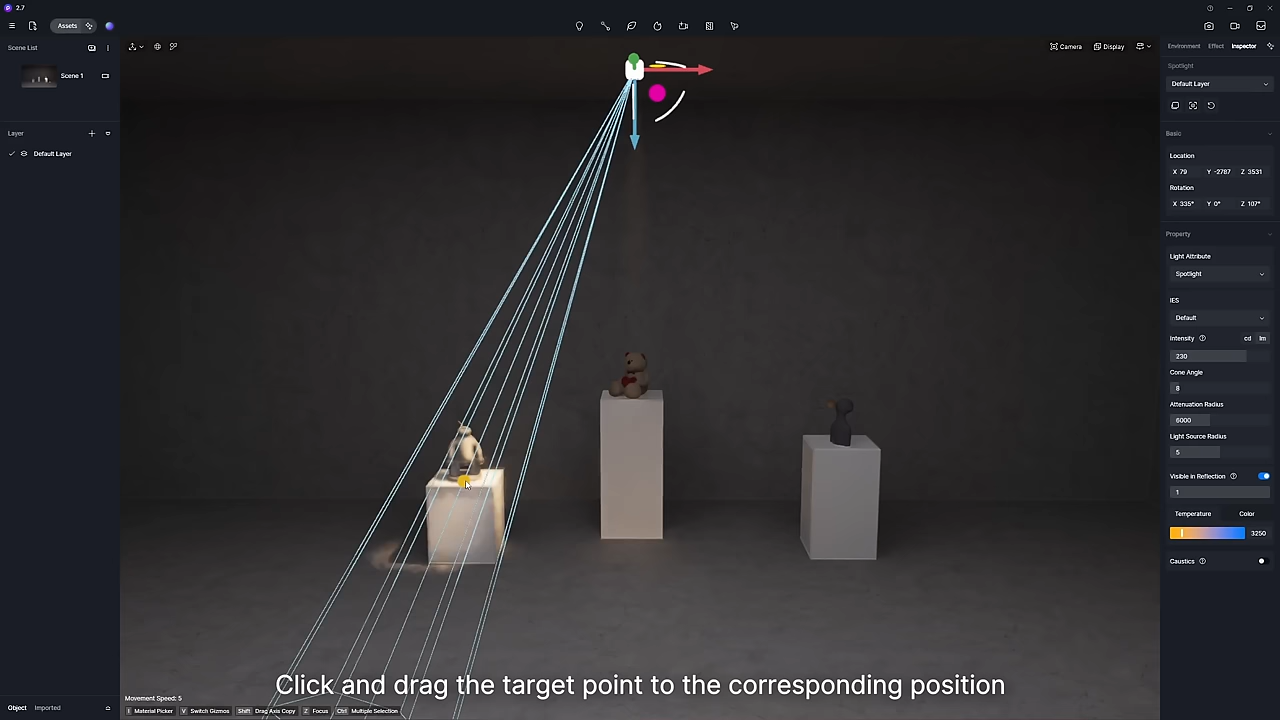 2.7
Assets
Scene List
Scene 1
Layer
Default Layer
Camera
Display
Environment
Effect
Inspector
Spotlight
Default Layer
Basic
Location
X 79
Y -2787
Z 3531
Rotation
X 335°
Y 0°
Z 107°
Property
Light Attribute
Spotlight
IES
Default
Intensity
cd
lm
230
Cone Angle
8
Attenuation Radius
6000
Light Source Radius
5
Visible in Reflection
1
Temperature
Color
3250
Caustics
Click and drag the target point to the corresponding position
Movement Speed: 5
I Material Picker
V Switch Gizmos
Shift Drag Axis Copy
Z Focus
Ctrl Multiple Selection
Object
Imported